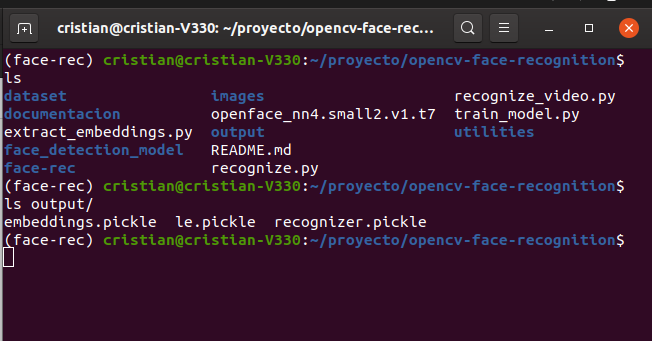 cristian@cristian-V330: ~/proyecto/opencv-face-rec...
(face-rec) cristian@cristian-V330:~/proyecto/opencv-face-recognition$
ls
dataset images recognize_video.py
documentacion openface_nn4.small2.v1.t7 train_model.py
extract_embeddings.py output utilities
face_detection_model README.md
face-rec recognize.py
(face-rec) cristian@cristian-V330:~/proyecto/opencv-face-recognition$
ls output/
embeddings.pickle le.pickle recognizer.pickle
(face-rec) cristian@cristian-V330:~/proyecto/opencv-face-recognition$